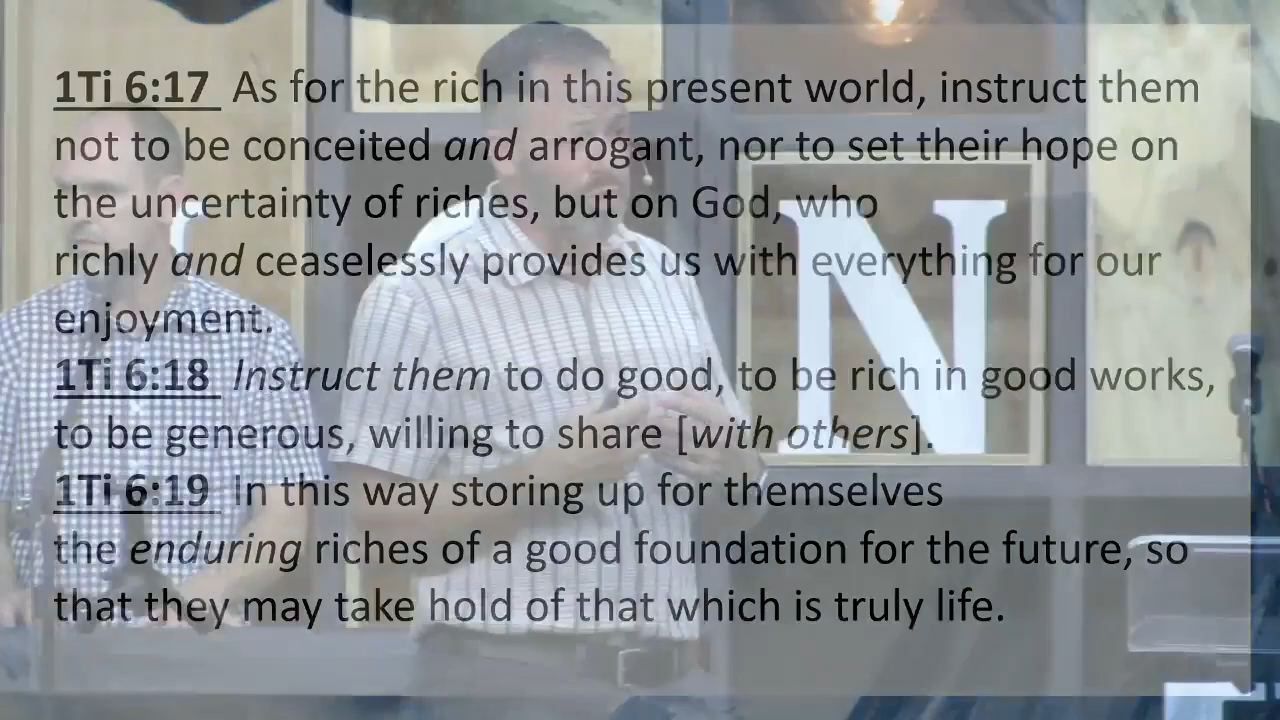 1Ti 6:17 As for the rich in this present world, instruct them
not to be conceited and arrogant, nor to set their hope on
the uncertainty of riches, but on God, who
richly and ceaselessly provides us with everything for our
enjoyment.
1Ti 6:18 Instruct them to do good, to be rich in good works,
to be generous, willing to share [with others].
1Ti 6:19 In this way storing up for themselves
the enduring riches of a good foundation for the future, so
that they may take hold of that which is truly life.
N